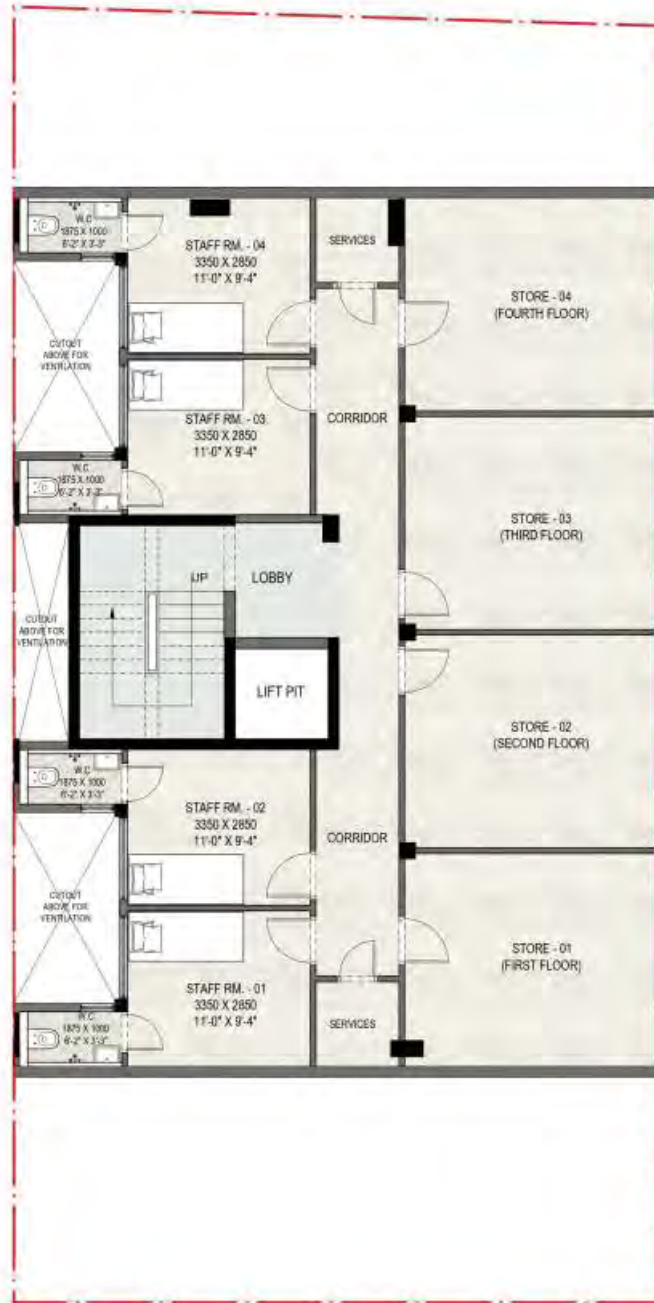 W.C
1875 X 1000
6'-2" X 3'-3"
STAFF RM. - 04
3350 X 2850
11'-0" X 9'-4"
SERVICES
STORE - 04
(FOURTH FLOOR)
CUTOUT
ABOVE FOR
VENTILATION
STAFF RM. - 03
3350 X 2850
11'-0" X 9'-4"
CORRIDOR
W.C
1875 X 1000
6'-2" X 3'-3"
STORE - 03
(THIRD FLOOR)
CUTOUT
ABOVE FOR
VENTILATION
UP
LOBBY
LIFT PIT
STORE - 02
(SECOND FLOOR)
W.C
1875 X 1000
6'-2" X 3'-3"
STAFF RM. - 02
3350 X 2850
11'-0" X 9'-4"
CORRIDOR
CUTOUT
ABOVE FOR
VENTILATION
STORE - 01
(FIRST FLOOR)
STAFF RM. - 01
3350 X 2850
11'-0" X 9'-4"
W.C
1875 X 1000
6'-2" X 3'-3"
SERVICES